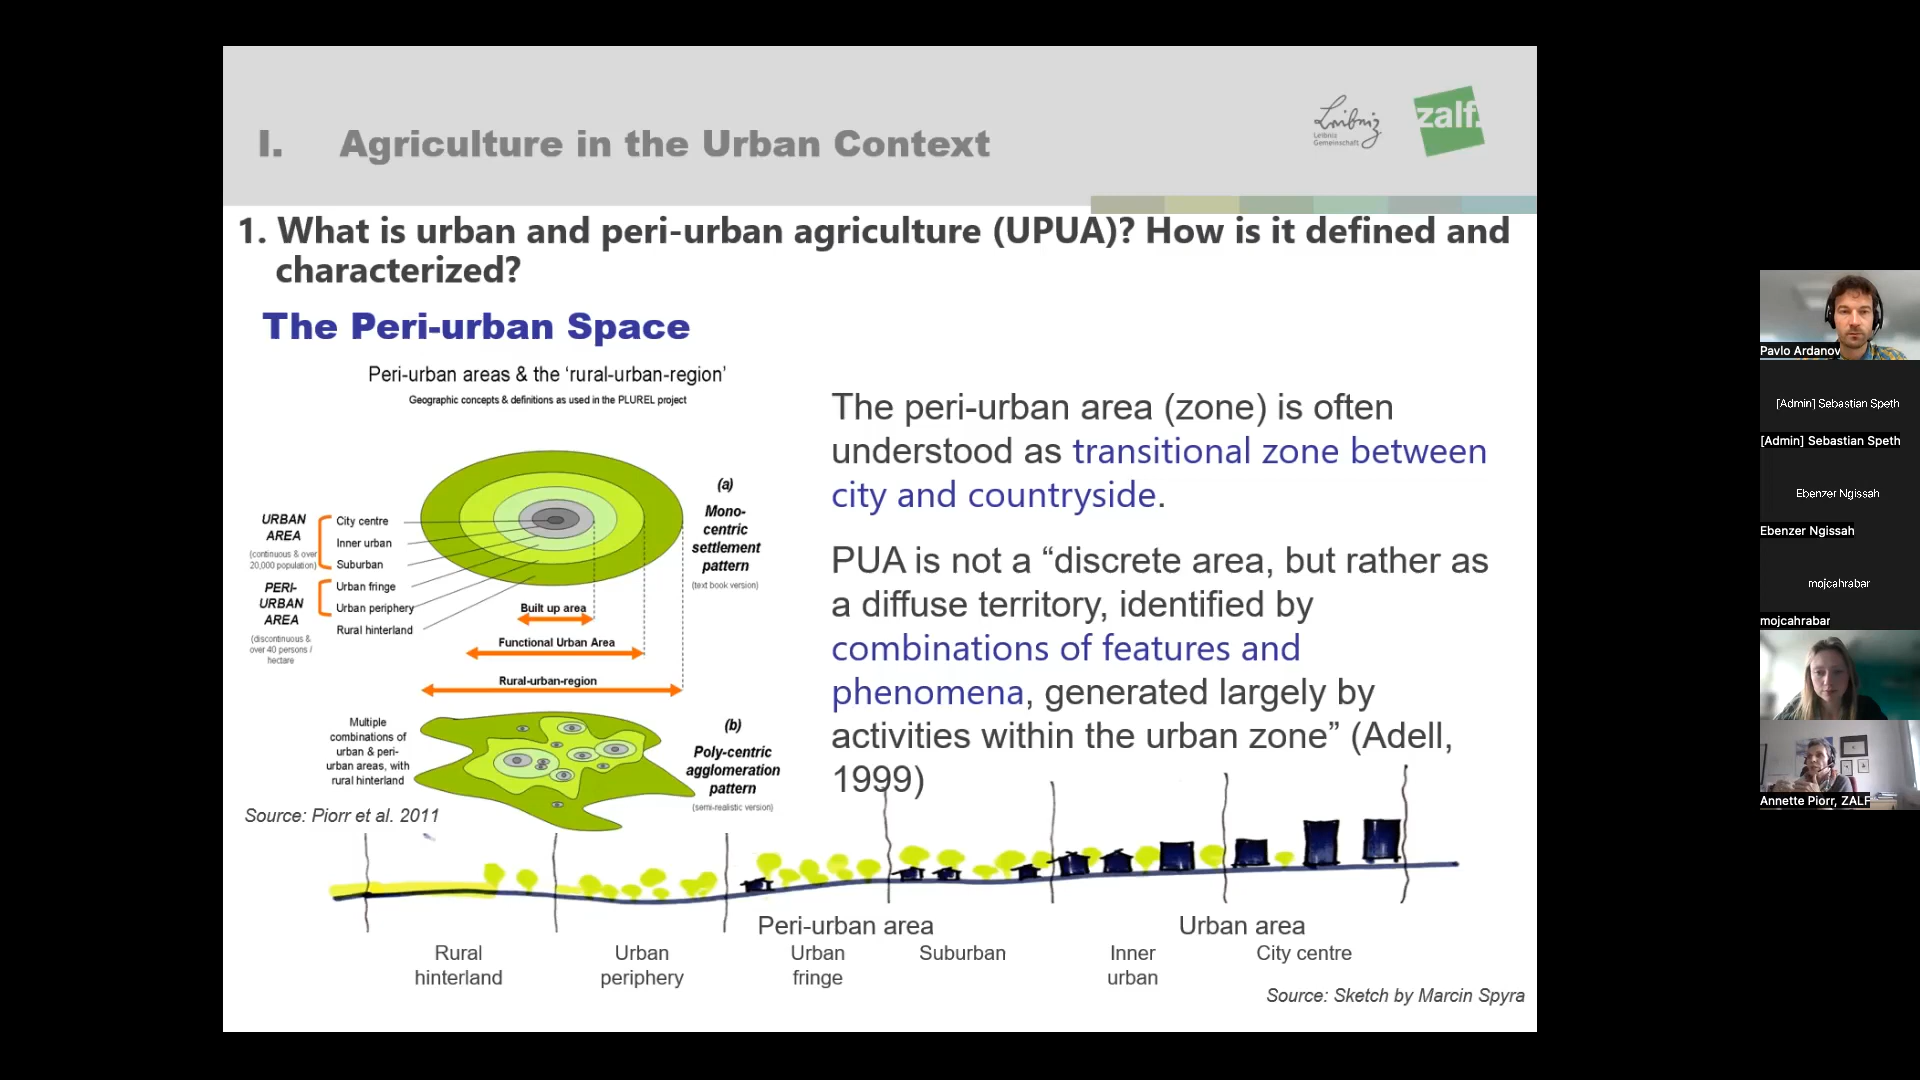 I. Agriculture in the Urban Context
Leibniz
Leibniz
Gemeinschaft
zalf.
1. What is urban and peri-urban agriculture (UPUA)? How is it defined and
characterized?
The Peri-urban Space
Peri-urban areas & the ‘rural-urban-region’
Geographic concepts & definitions as used in the PLUREL project
URBAN
AREA
(continuous & over
20,000 population)
PERI-
URBAN
AREA
(discontinuous &
over 40 persons /
hectare
City centre
Inner urban
Suburban
Urban fringe
Urban periphery
Rural hinterland
Built up area
Functional Urban Area
Rural-urban-region
(a)
Mono-
centric
settlement
pattern
(text book version)
Multiple
combinations of
urban & peri-
urban areas, with
rural hinterland
(b)
Poly-centric
agglomeration
pattern
(semi-realistic version)
Source: Piorr et al. 2011
The peri-urban area (zone) is often
understood as transitional zone between
city and countryside.
PUA is not a “discrete area, but rather as
a diffuse territory, identified by
combinations of features and
phenomena, generated largely by
activities within the urban zone” (Adell,
1999)
Peri-urban area
Urban area
Rural
hinterland
Urban
periphery
Urban
fringe
Suburban
Inner
urban
City centre
Source: Sketch by Marcin Spyra
Pavlo Ardanov
[Admin] Sebastian Speth
[Admin] Sebastian Speth
Ebenzer Ngissah
Ebenzer Ngissah
mojcahrabar
mojcahrabar
Annette Piorr, ZALF